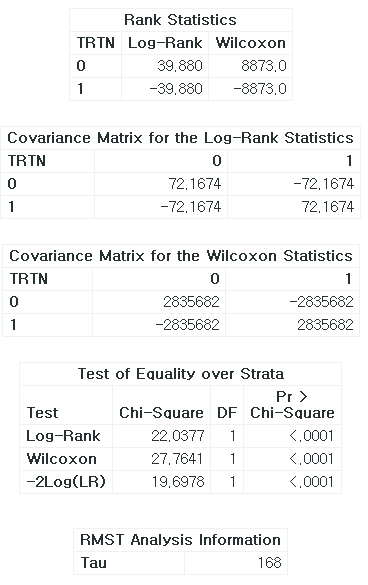 Rank Statistics
TRTN Log-Rank Wilcoxon
0 39,880 8873,0
1 -39,880 -8873,0
Covariance Matrix for the Log-Rank Statistics
TRTN 0 1
0 72,1674 -72,1674
1 -72,1674 72,1674
Covariance Matrix for the Wilcoxon Statistics
TRTN 0 1
0 2835682 -2835682
1 -2835682 2835682
Test of Equality over Strata
Pr >
Test Chi-Square DF Chi-Square
Log-Rank 22,0377 1 <,0001
Wilcoxon 27,7641 1 <,0001
-2Log(LR) 19,6978 1 <,0001
RMST Analysis Information
Tau 168